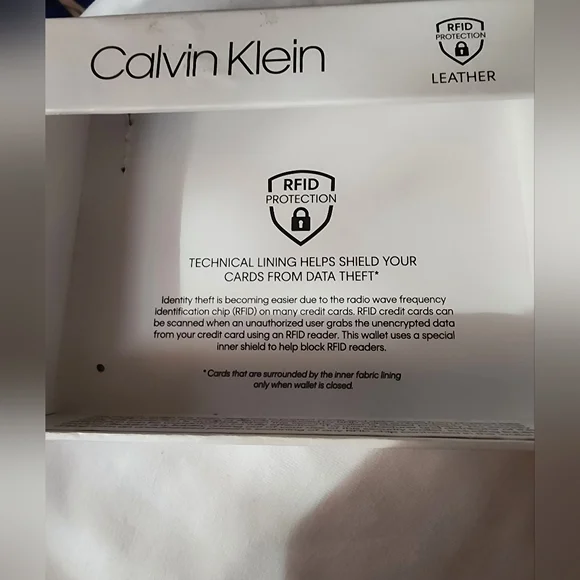 Calvin Klein
RFID
PROTECTION
LEATHER
RFID
PROTECTION
TECHNICAL LINING HELPS SHIELD YOUR
CARDS FROM DATA THEFT*
Identity theft is becoming easier due to the radio wave frequency
identification chip (RFID) on many credit cards. RFID credit cards can
be scanned when an unauthorized user grabs the unencrypted data
from your credit card using an RFID reader. This wallet uses a special
inner shield to help block RFID readers.
*Cards that are surrounded by the inner fabric lining
only when wallet is closed.